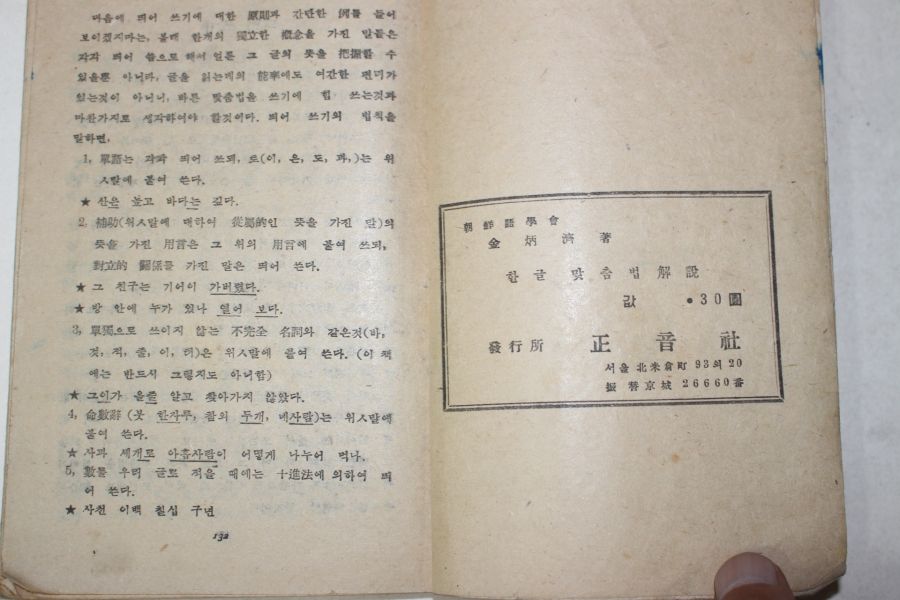 다음에 띄어 쓰기에 대한 原則과 간단한 例를 들어
보이겠지마는, 본래 한개의 獨立한 槪念을 가진 말들은
각각 띄어 씀으로 해서 얼른 그 글의 뜻을 把握할 수
있을뿐 아니라, 글을 읽는데의 能率에도 여간한 편리가
있는것이 아니니, 바른 맞춤법을 쓰기에 힘 쓰는것과
마찬가지로 생각하여야 할것이다. 띄어 쓰기의 법칙을
말하면,
1, 單語는 각각 띄어 쓰되, 토(이, 은, 도, 과,)는 위
ㅅ말에 붙여 쓴다.
★ 산은 높고 바다는 깊다.
2, 補助(위ㅅ말에 대하여 從屬的인 뜻을 가진 말)의
뜻을 가진 用言은 그 위의 用言에 붙여 쓰되,
對立的 關係를 가진 말은 띄어 쓴다.
★ 그 친구는 기어이 가버렸다.
★ 방 안에 누가 있나 열어 보다.
3, 單獨으로 쓰이지 않는 不完全 名詞와 같은것(바,
것, 적, 줄, 이, 터)은 위ㅅ말에 붙여 쓴다. (이 책
에는 반드시 그렇지도 아니함)
★ 그이가 올줄 알고 찾아가지 않았다.
4, 命數詞 (붓 한자루, 참외 두개, 네사람)는 위ㅅ말에
붙여 쓴다.
★ 사과 세개로 아홉사람이 어떻게 나누어 먹나.
5, 數를 우리 글로 적을 때에는 十進法에 의하여 띄
어 쓴다.
★ 사천 이백 칠십 구년
132
朝鮮語學會
金炳濟著
한글 맞춤법 解說
값 •30圓
發行所 正音社
서울 北米倉町 93의 20
振替京城 26660番